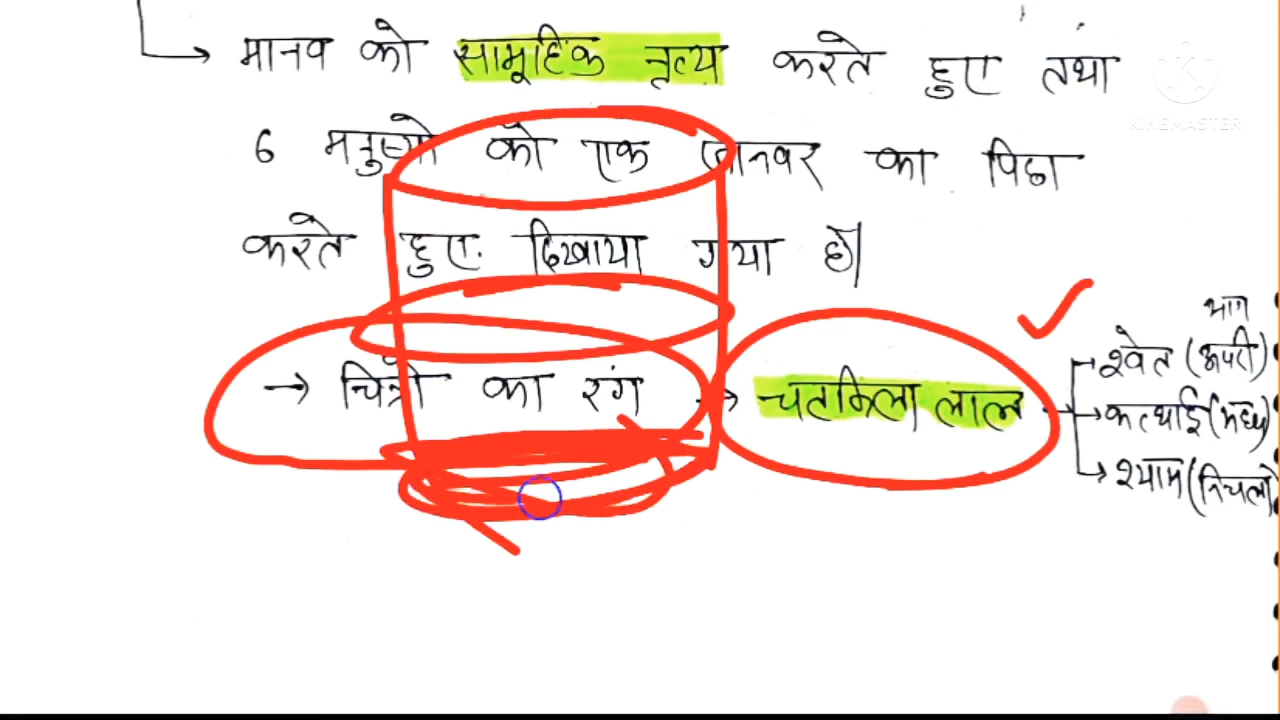 मानव को सामूहिक नृत्य करते हुए तथा
6 मनुष्यो को एक जानवर का पिछा
करते हुए दिखाया गया है।
→ चित्रों का रंग → चटकिला लाल
भाग
→ श्वेत (ऊपरी)
→ कत्थाई (मध्य)
→ श्याम (निचला)
KINEMASTER